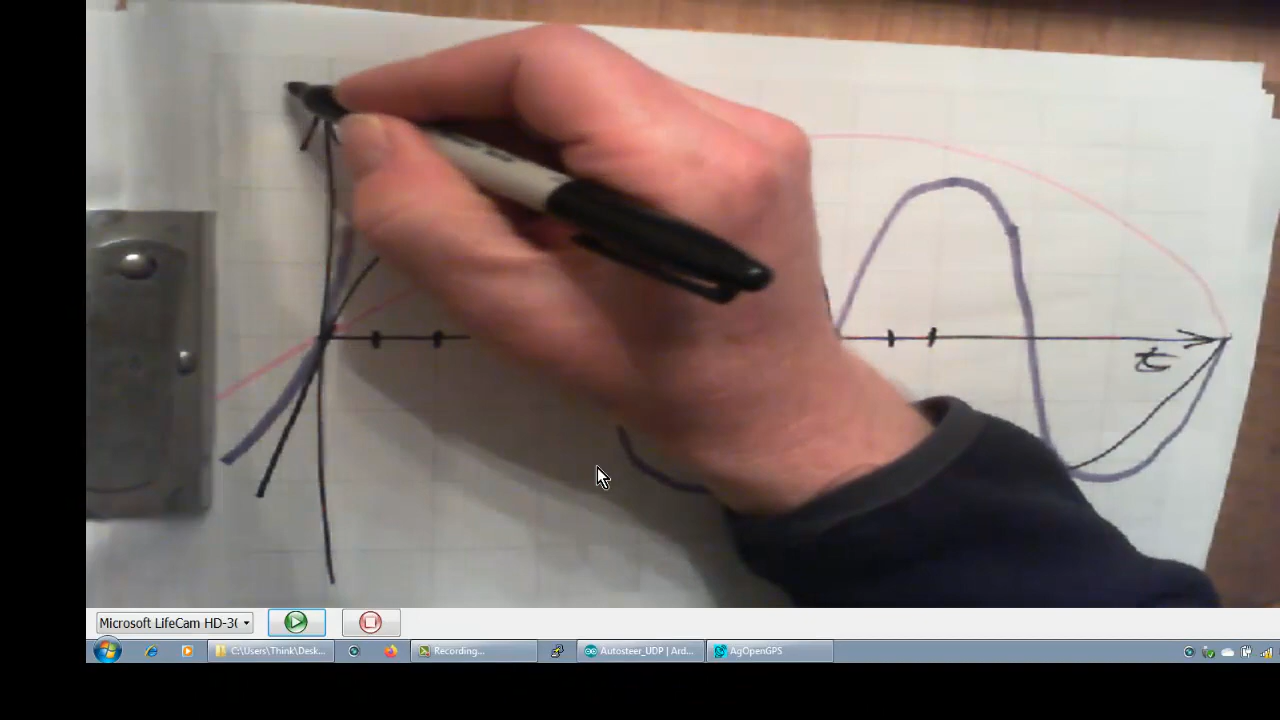 t
Microsoft LifeCam HD-3(
C:\Users\Think\Desk...
Recording...
Autosteer_UDP | Ard...
AgOpenGPS